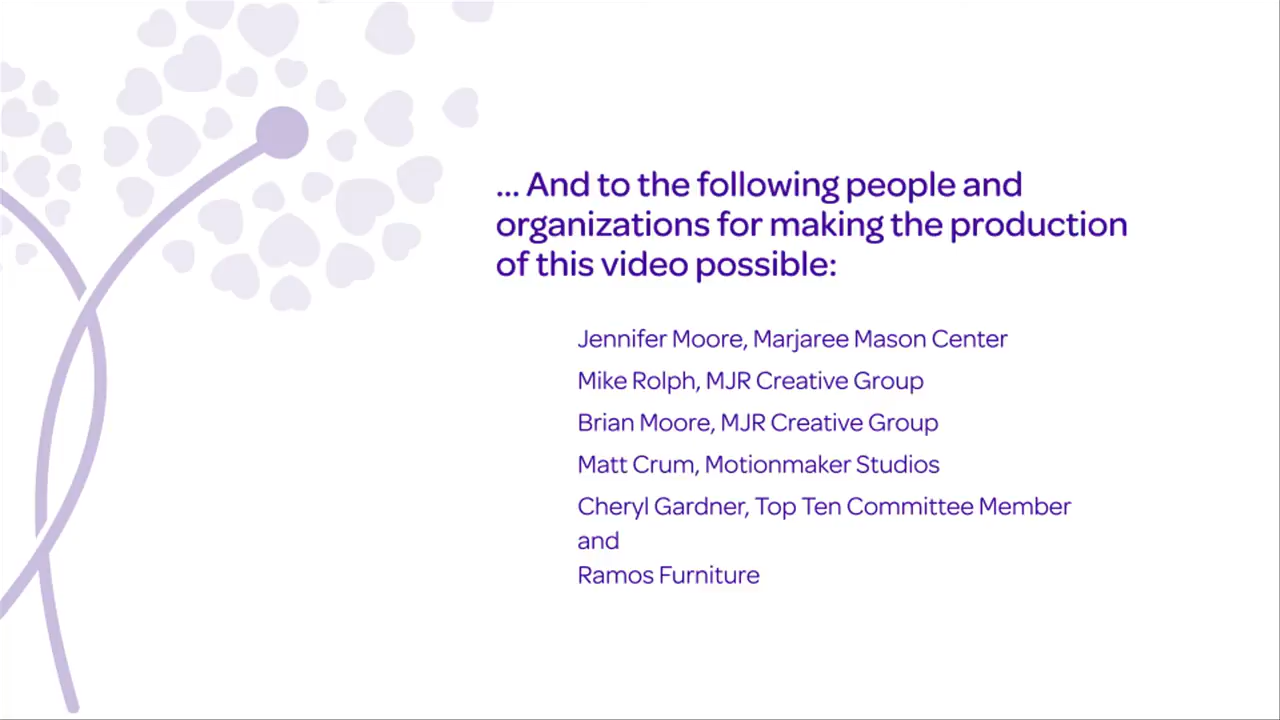 ... And to the following people and
organizations for making the production
of this video possible:
Jennifer Moore, Marjaree Mason Center
Mike Rolph, MJR Creative Group
Brian Moore, MJR Creative Group
Matt Crum, Motionmaker Studios
Cheryl Gardner, Top Ten Committee Member
and
Ramos Furniture